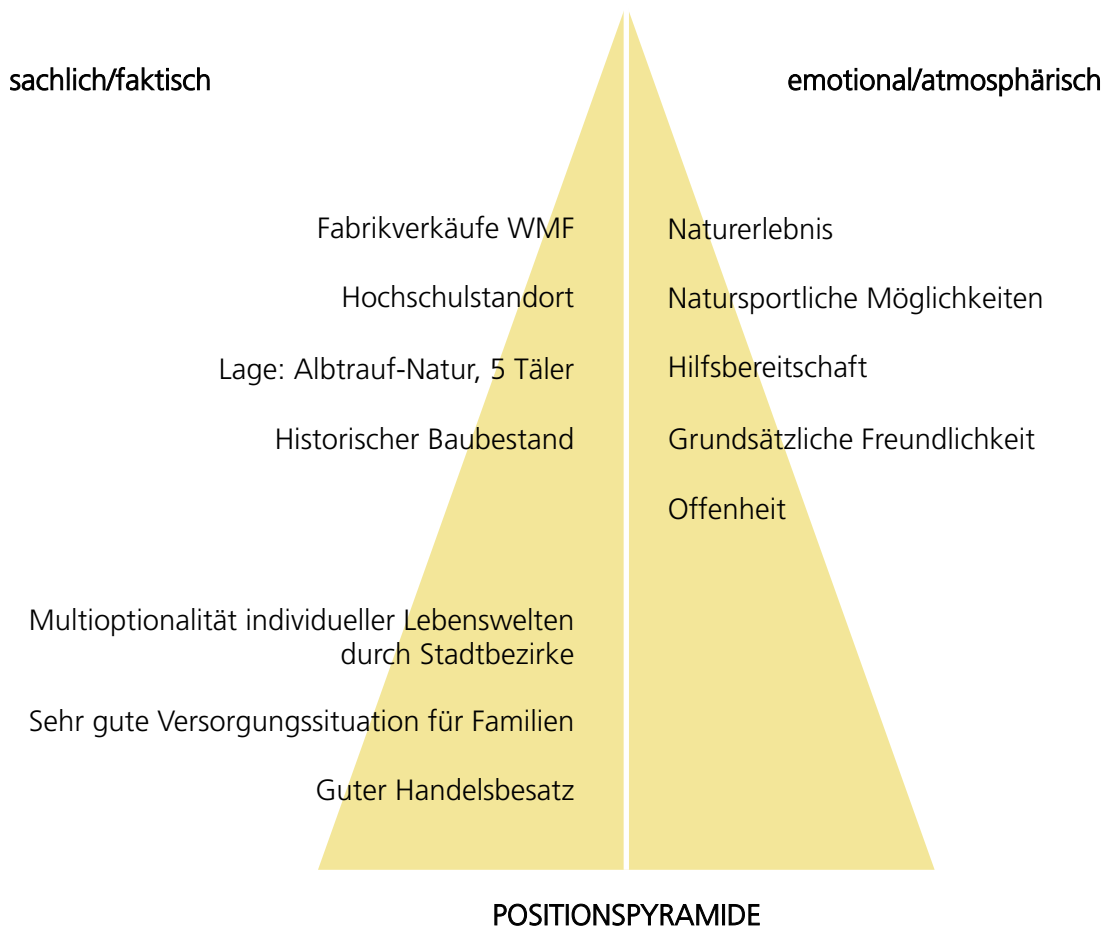 sachlich/faktisch
emotional/atmosphärisch
Fabrikverkäufe WMF
Hochschulstandort
Lage: Albtrauf-Natur, 5 Täler
Historischer Baubestand
Multioptionalität individueller Lebenswelten
durch Stadtbezirke
Sehr gute Versorgungssituation für Familien
Guter Handelsbesatz
Naturerlebnis
Natursportliche Möglichkeiten
Hilfsbereitschaft
Grundsätzliche Freundlichkeit
Offenheit
POSITIONSPYRAMIDE